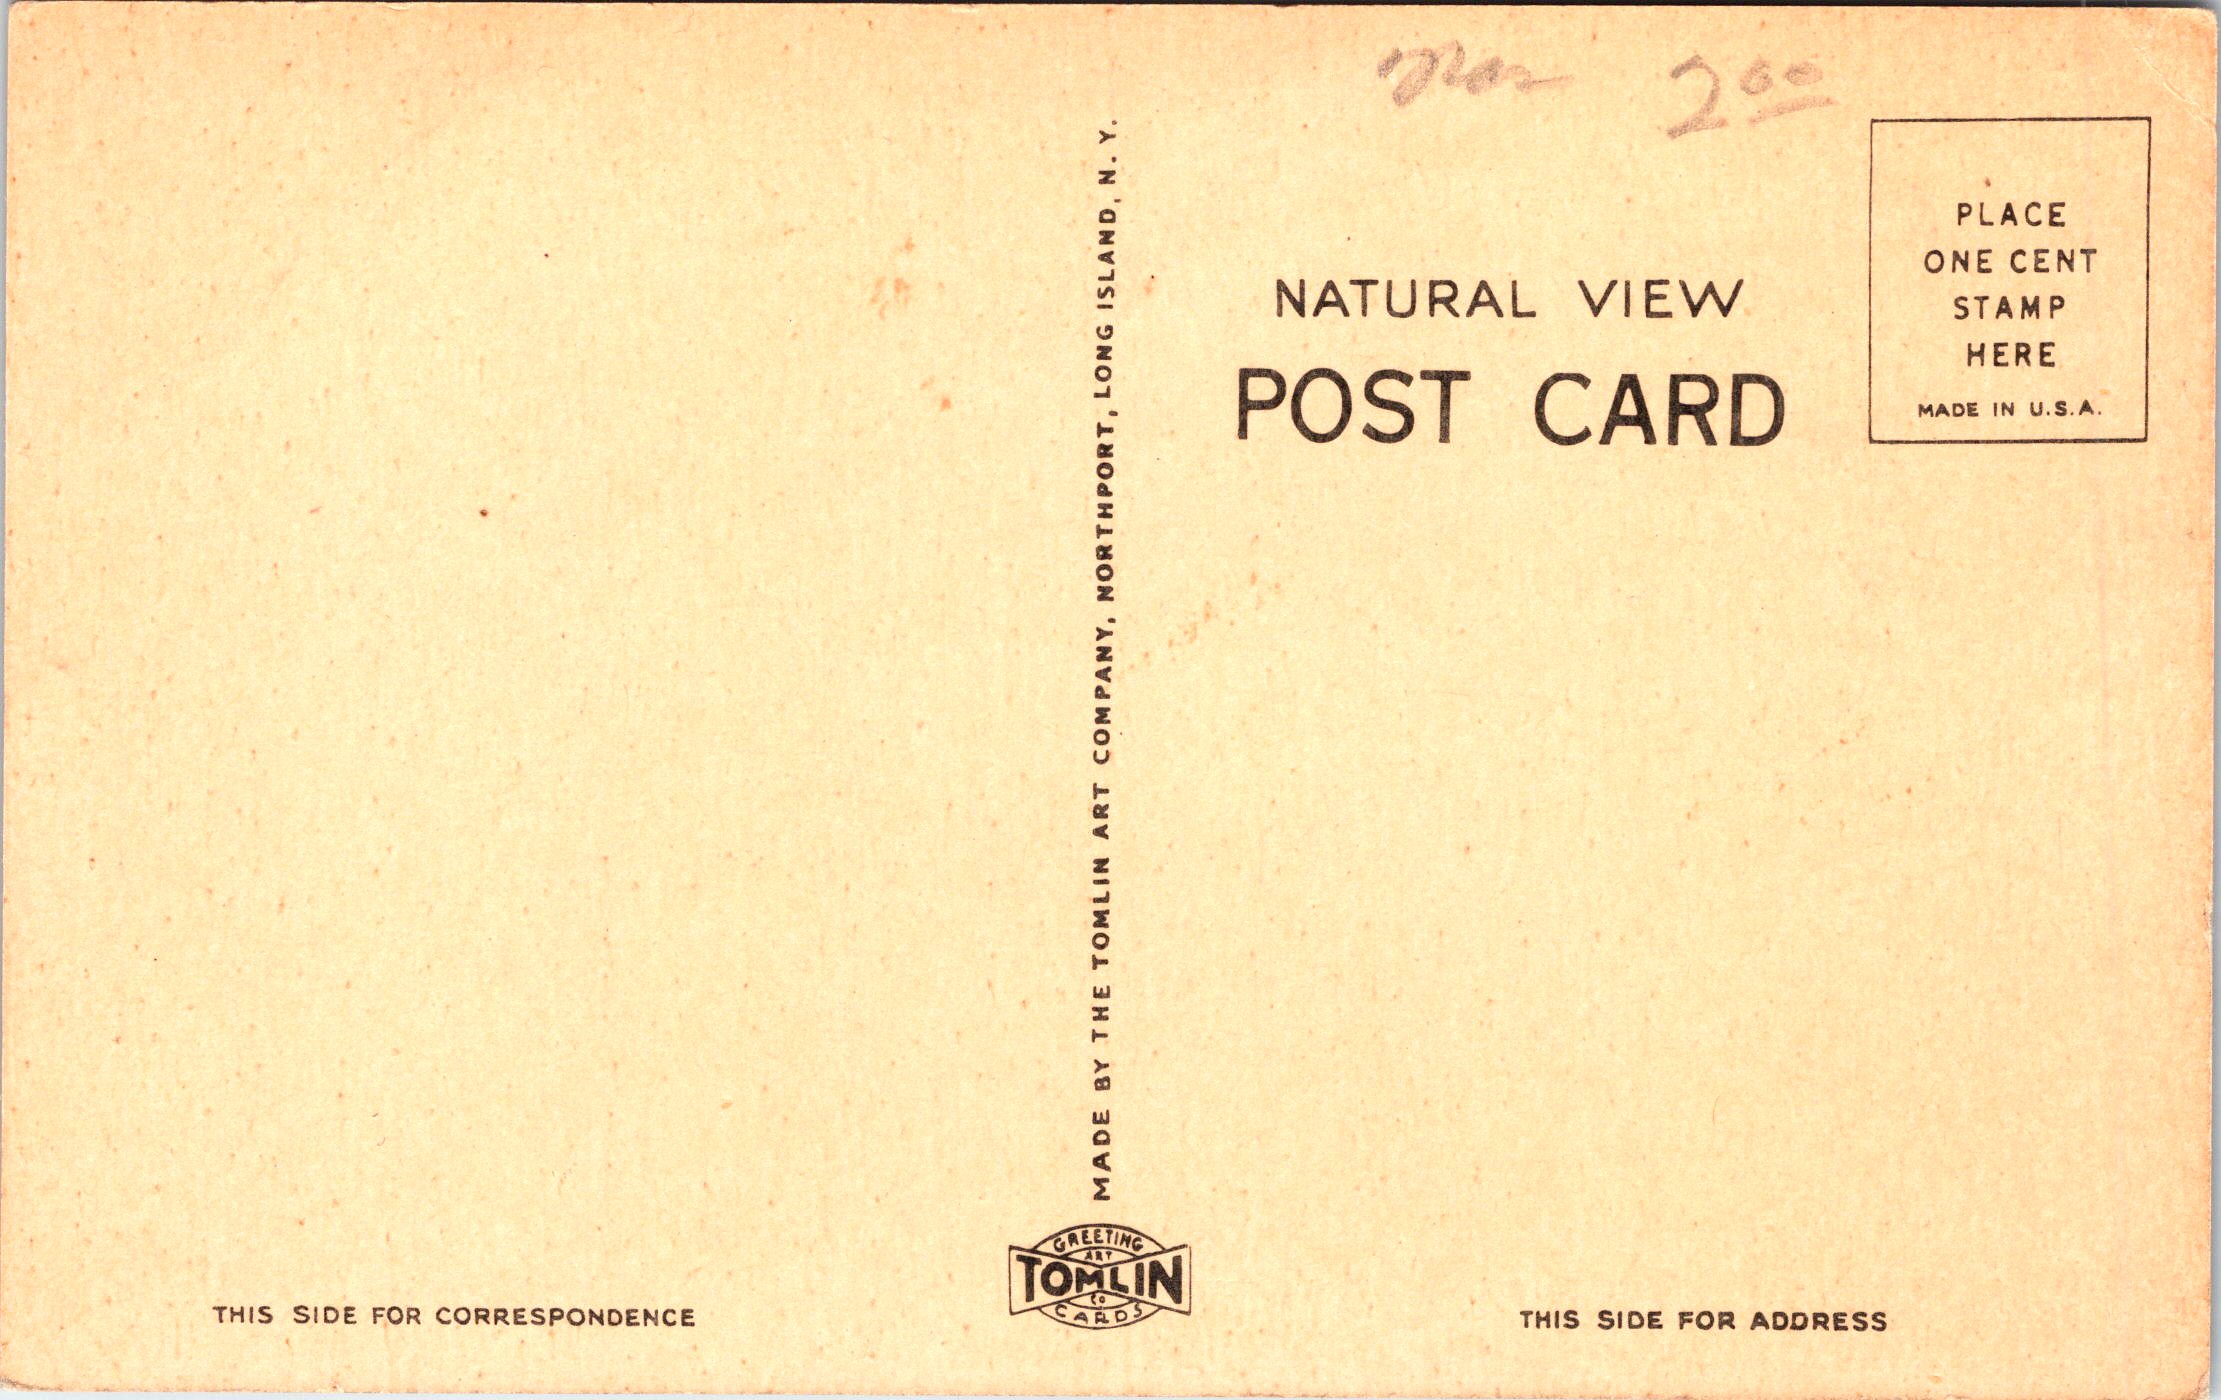 2.00
PLACE
ONE CENT
STAMP
HERE
MADE IN U.S.A.
NATURAL VIEW
POST CARD
MADE BY THE TOMLIN ART COMPANY, NORTHPORT, LONG ISLAND, N. Y.
GREETING
ART
TOMLIN
CO
CARDS
THIS SIDE FOR CORRESPONDENCE
THIS SIDE FOR ADDRESS